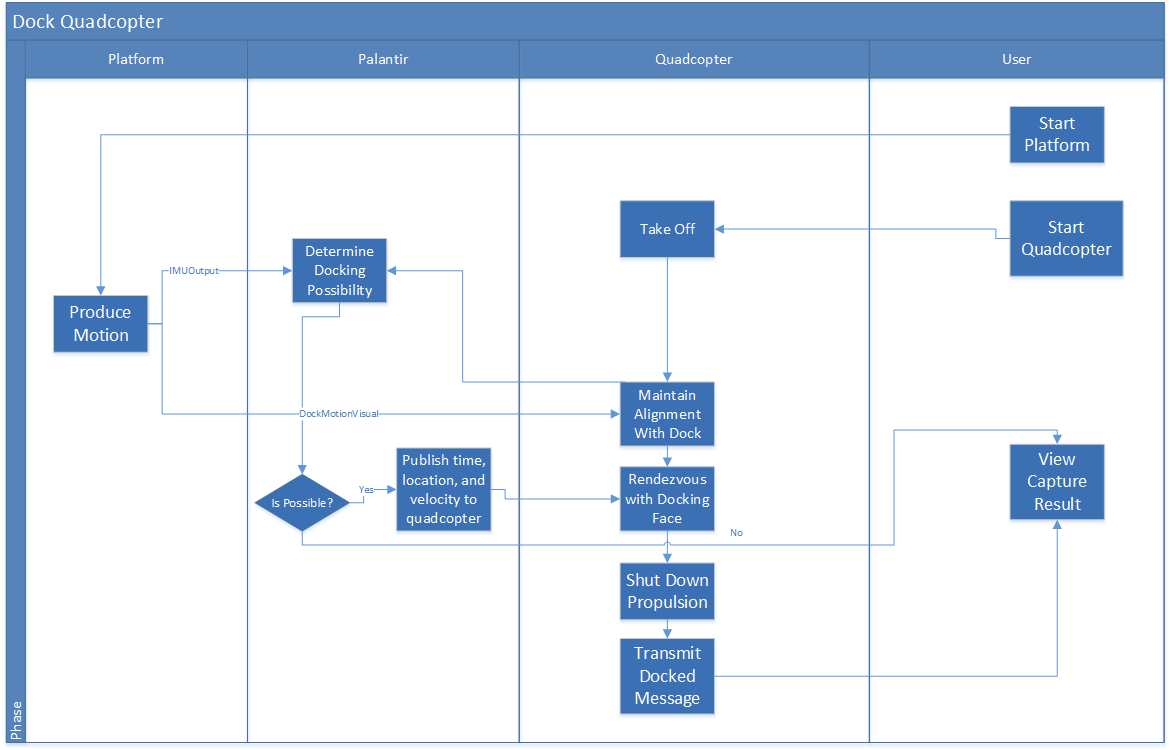 Dock Quadcopter
Platform
Palantir
Quadcopter
User
Start
Platform
Take Off
Start
Quadcopter
Determine
Docking
Possibility
IMUOutput
Produce
Motion
Maintain
Alignment
With Dock
DockMotionVisual
Publish time,
location, and
velocity to
quadcopter
View
Capture
Result
Rendezvous
with Docking
Face
Is Possible?
Yes
No
Shut Down
Propulsion
Transmit
Docked
Message
Phase